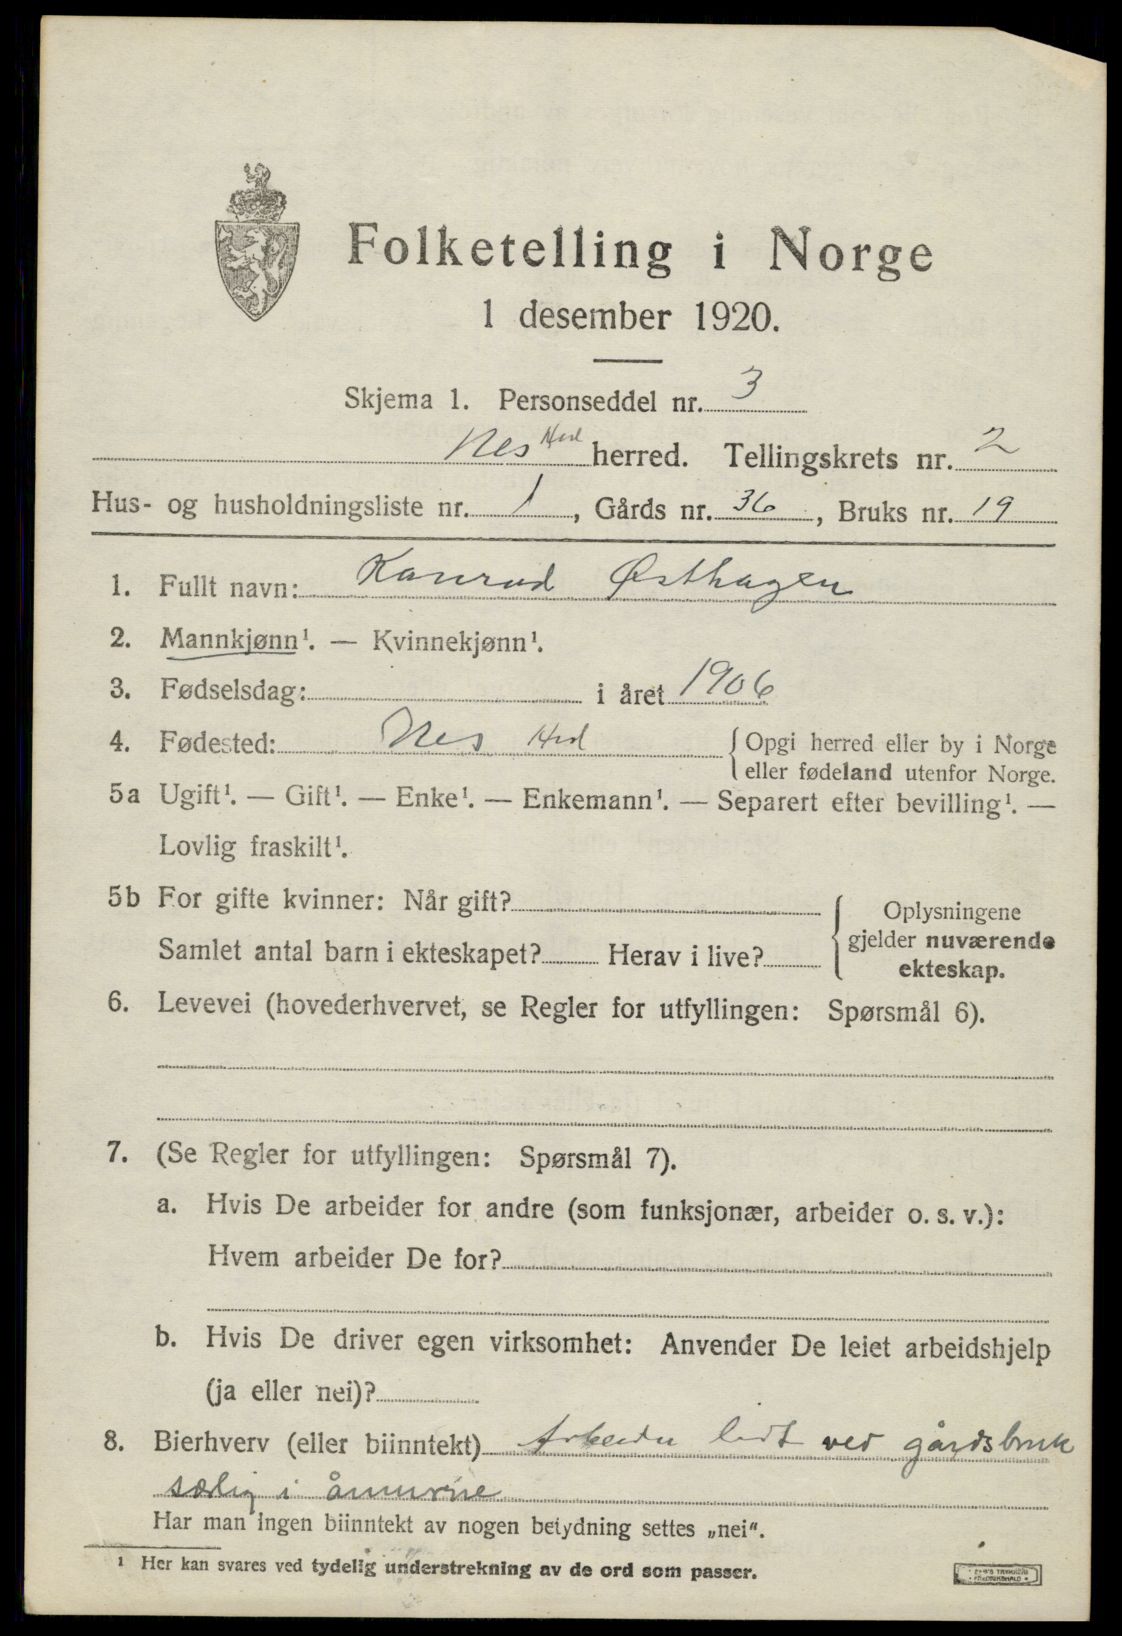 Folketelling i Norge
1 desember 1920.
Skjema 1. Personseddel nr. 3
Nes Hed herred. Tellingskrets nr. 2
Hus- og husholdningsliste nr. 1, Gårds nr. 36, Bruks nr. 19
1. Fullt navn: Konrad Østhagen
2. Mannkjønn¹. — Kvinnekjønn¹.
3. Fødselsdag: i året 1906
4. Fødested: Nes Hed { Opgi herred eller by i Norge
eller fødeland utenfor Norge.
5a Ugift¹. — Gift¹. — Enke¹. — Enkemann¹. — Separert efter bevilling¹. —
Lovlig fraskilt¹.
5b For gifte kvinner: Når gift?
Samlet antal barn i ekteskapet? Herav i live?
Oplysningene
gjelder nuværende
ekteskap.
6. Levevei (hovederhvervet, se Regler for utfyllingen: Spørsmål 6).
7. (Se Regler for utfyllingen: Spørsmål 7).
a. Hvis De arbeider for andre (som funksjonær, arbeider o. s. v.):
Hvem arbeider De for?
b. Hvis De driver egen virksomhet: Anvender De leiet arbeidshjelp
(ja eller nei)?
8. Bierhverv (eller biinntekt) Arbeider lidt ved gårdsbruk
særlig i
Har man ingen biinntekt av nogen betydning settes „nei".
¹ Her kan svares ved tydelig understrekning av de ord som passer.